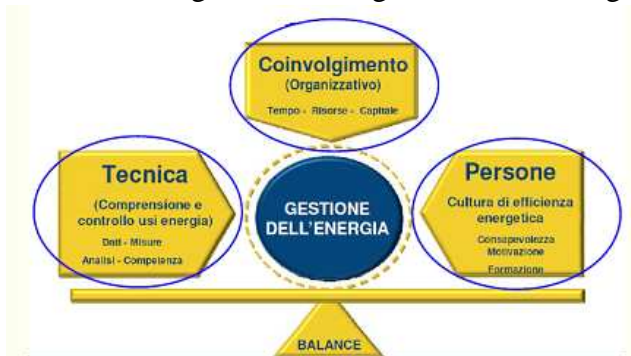 Coinvolgimento
(Organizzativo)
Tempo - Risorse - Capitale
Tecnica
(Comprensione e
controllo usi energia)
Dati - Misure
Analisi - Competenza
GESTIONE
DELL'ENERGIA
Persone
Cultura di efficienza
energetica
Consapevolezza
Motivazione
Formazione
BALANCE